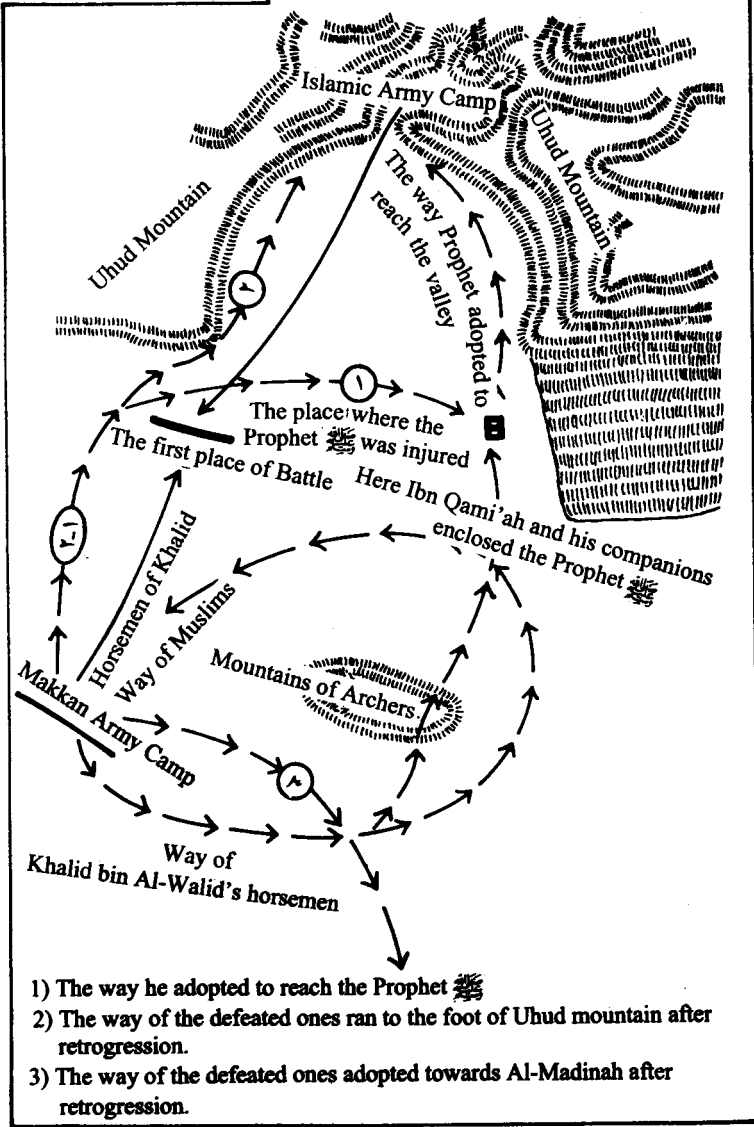 Islamic Army Camp
Uhud Mountain
Uhud Mountain
The way Prophet adopted to
reach the valley
٢
١
The place where the
Prophet ﷺ was injured
The first place of Battle
Here Ibn Qami'ah and his companions
enclosed the Prophet ﷺ
١-٢
Horsemen of Khalid
Way of Muslims
Mountains of Archers
Makkan Army Camp
Way of
Khalid bin Al-Walid's horsemen
1) The way he adopted to reach the Prophet ﷺ
2) The way of the defeated ones ran to the foot of Uhud mountain after
retrogression.
3) The way of the defeated ones adopted towards Al-Madinah after
retrogression.